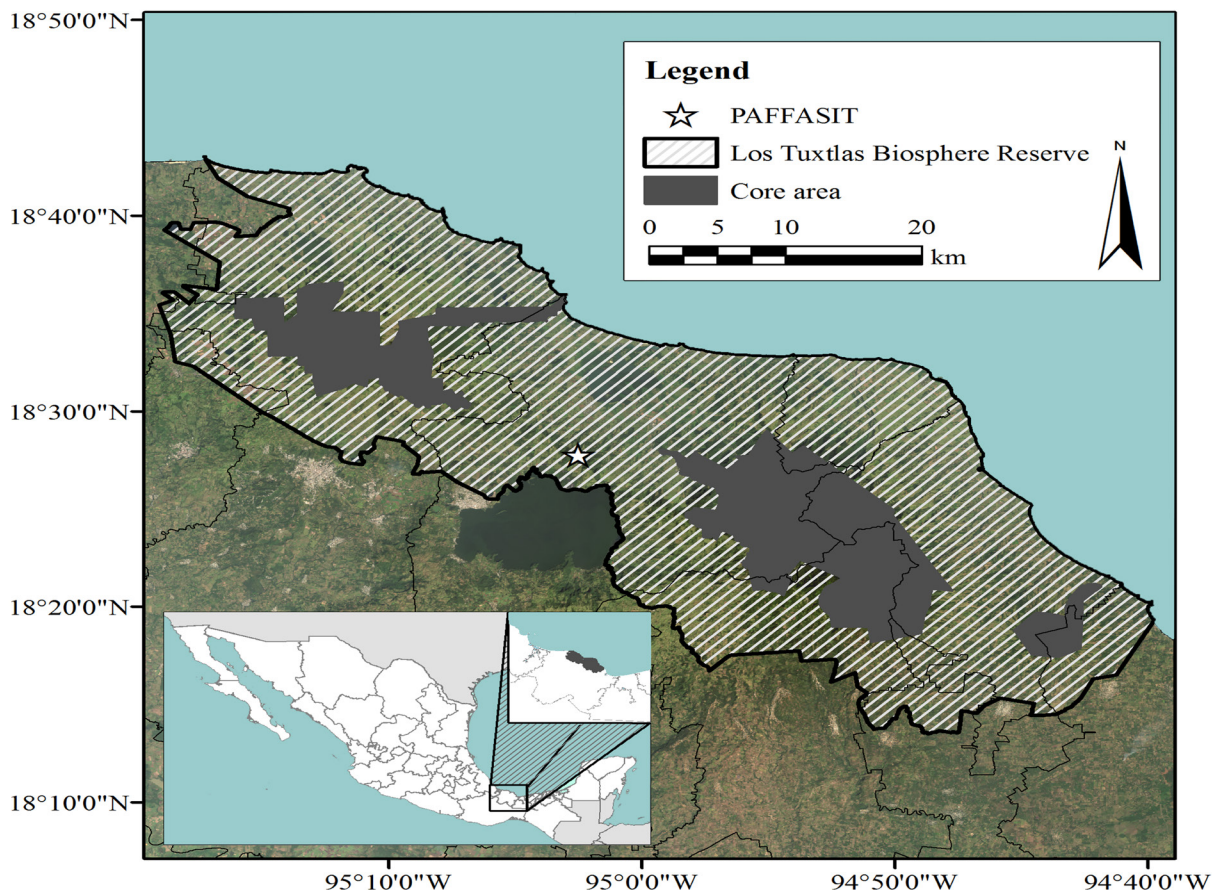 18°50'0"N
Legend
PAFFASIT
Los Tuxtlas Biosphere Reserve
Core area
0 5 10 20
km
N
18°40'0"N
18°30'0"N
18°20'0"N
18°10'0"N
95°10'0"W 95°0'0"W 94°50'0"W 94°40'0"W